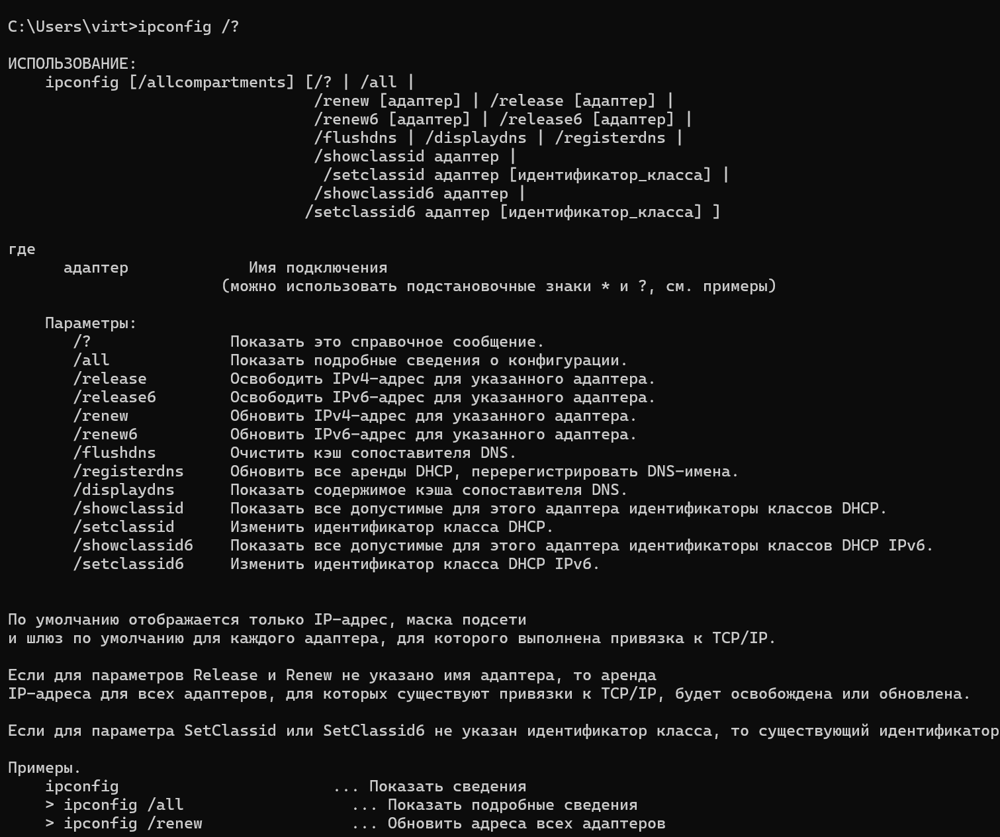 C:\Users\virt>ipconfig /?
ИСПОЛЬЗОВАНИЕ:
ipconfig [/allcompartments] [/? | /all |
/renew [адаптер] | /release [адаптер] |
/renew6 [адаптер] | /release6 [адаптер] |
/flushdns | /displaydns | /registerdns |
/showclassid адаптер |
/setclassid адаптер [идентификатор_класса] |
/showclassid6 адаптер |
/setclassid6 адаптер [идентификатор_класса] ]
где
адаптер Имя подключения
(можно использовать подстановочные знаки * и ?, см. примеры)
Параметры:
/? Показать это справочное сообщение.
/all Показать подробные сведения о конфигурации.
/release Освободить IPv4-адрес для указанного адаптера.
/release6 Освободить IPv6-адрес для указанного адаптера.
/renew Обновить IPv4-адрес для указанного адаптера.
/renew6 Обновить IPv6-адрес для указанного адаптера.
/flushdns Очистить кэш сопоставителя DNS.
/registerdns Обновить все аренды DHCP, перерегистрировать DNS-имена.
/displaydns Показать содержимое кэша сопоставителя DNS.
/showclassid Показать все допустимые для этого адаптера идентификаторы классов DHCP.
/setclassid Изменить идентификатор класса DHCP.
/showclassid6 Показать все допустимые для этого адаптера идентификаторы классов DHCP IPv6.
/setclassid6 Изменить идентификатор класса DHCP IPv6.
По умолчанию отображается только IP-адрес, маска подсети
и шлюз по умолчанию для каждого адаптера, для которого выполнена привязка к TCP/IP.
Если для параметров Release и Renew не указано имя адаптера, то аренда
IP-адреса для всех адаптеров, для которых существуют привязки к TCP/IP, будет освобождена или обновлена.
Если для параметра SetClassid или SetClassid6 не указан идентификатор класса, то существующий идентификатор
Примеры.
ipconfig ... Показать сведения
> ipconfig /all ... Показать подробные сведения
> ipconfig /renew ... Обновить адреса всех адаптеров